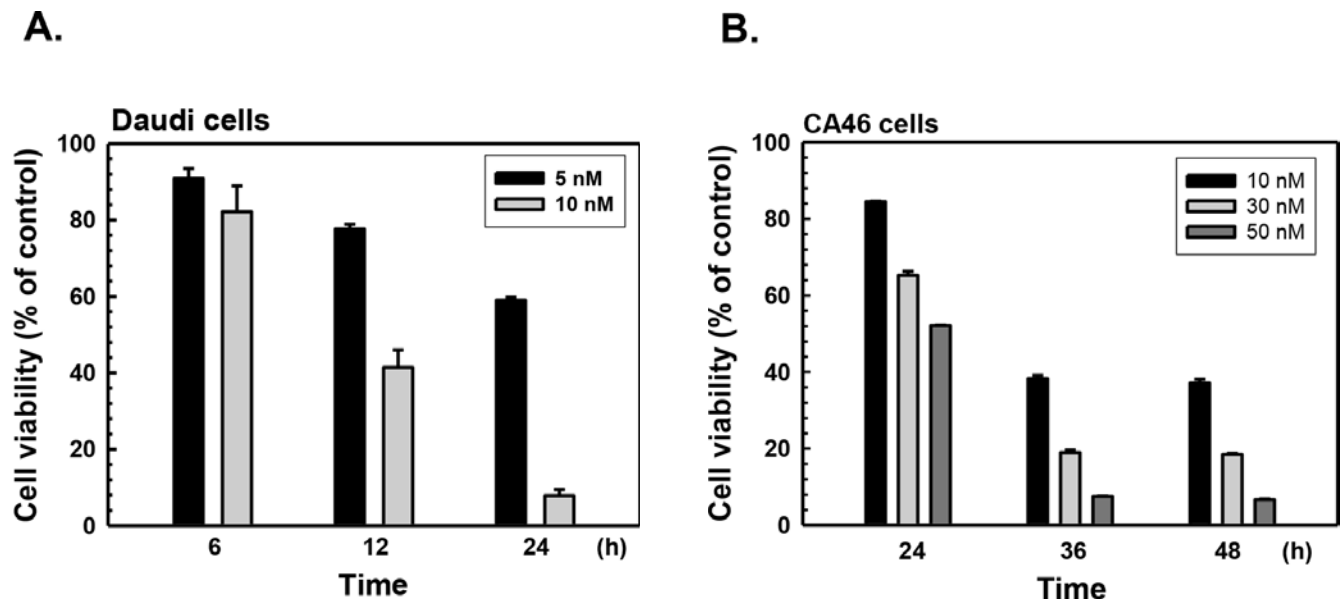 A.
Daudi cells
Cell viability (% of control)
100
80
60
40
20
0
5 nM
10 nM
6 12 24 (h)
Time
B.
CA46 cells
Cell viability (% of control)
100
80
60
40
20
0
10 nM
30 nM
50 nM
24 36 48 (h)
Time